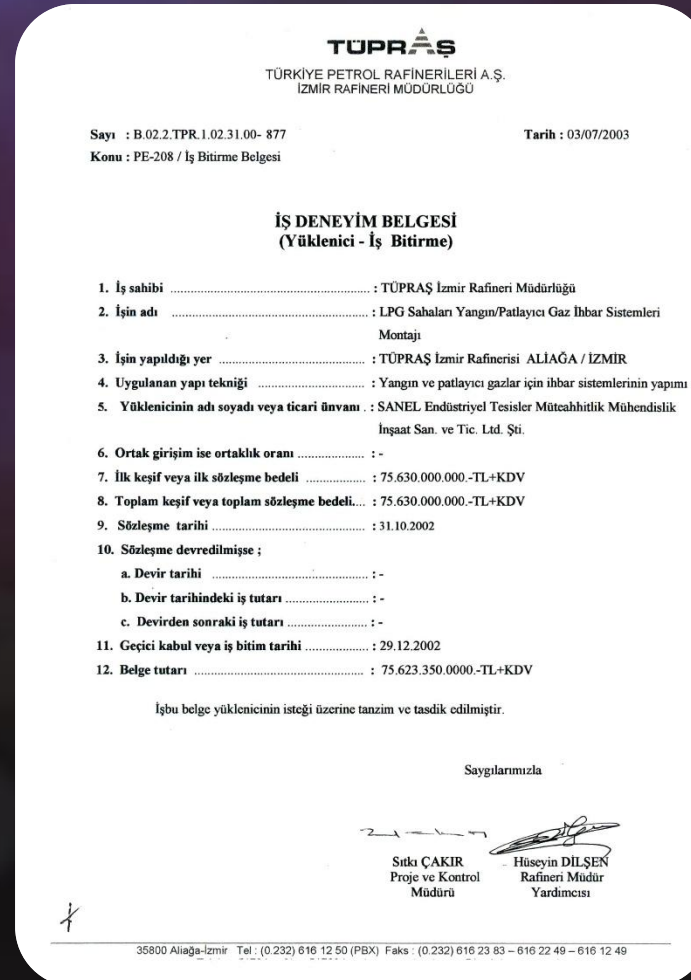 TÜPRAŞ
TÜRKİYE PETROL RAFİNERİLERİ A.Ş.
İZMİR RAFİNERİ MÜDÜRLÜĞÜ
Sayı : B.02.2.TPR.1.02.31.00- 877 Tarih : 03/07/2003
Konu : PE-208 / İş Bitirme Belgesi
İŞ DENEYİM BELGESİ
(Yüklenici - İş Bitirme)
1. İş sahibi : TÜPRAŞ İzmir Rafineri Müdürlüğü
2. İşin adı : LPG Sahaları Yangın/Patlayıcı Gaz İhbar Sistemleri
Montajı
3. İşin yapıldığı yer : TÜPRAŞ İzmir Rafinerisi ALİAĞA / İZMİR
4. Uygulanan yapı tekniği : Yangın ve patlayıcı gazlar için ihbar sistemlerinin yapımı
5. Yüklenicinin adı soyadı veya ticari ünvanı . : SANEL Endüstriyel Tesisler Müteahhitlik Mühendislik
İnşaat San. ve Tic. Ltd. Şti.
6. Ortak girişim ise ortaklık oranı : -
7. İlk keşif veya ilk sözleşme bedeli : 75.630.000.000.-TL+KDV
8. Toplam keşif veya toplam sözleşme bedeli.... : 75.630.000.000.-TL+KDV
9. Sözleşme tarihi : 31.10.2002
10. Sözleşme devredilmişse ;
a. Devir tarihi : -
b. Devir tarihindeki iş tutarı : -
c. Devirden sonraki iş tutarı : -
11. Geçici kabul veya iş bitim tarihi : 29.12.2002
12. Belge tutarı : 75.623.350.0000.-TL+KDV
İşbu belge yüklenicinin isteği üzerine tanzim ve tasdik edilmiştir.
Saygılarımızla
Sıtkı ÇAKIR Hüseyin DİLŞEN
Proje ve Kontrol Rafineri Müdür
Müdürü Yardımcısı
35800 Aliağa-İzmir Tel : (0.232) 616 12 50 (PBX) Faks : (0.232) 616 23 83 – 616 22 49 – 616 12 49